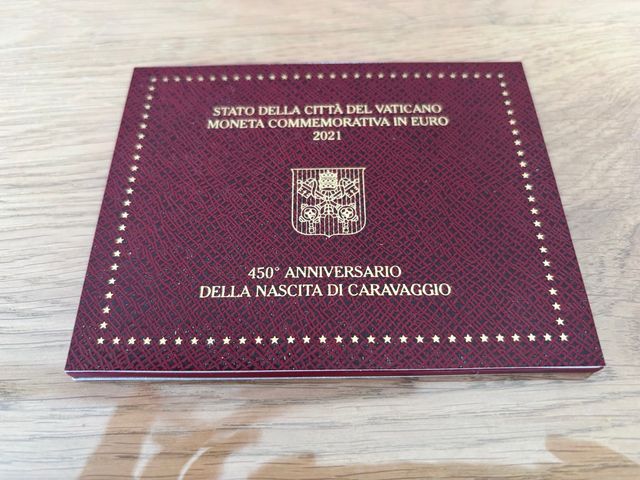 STATO DELLA CITTÀ DEL VATICANO
MONETA COMMEMORATIVA IN EURO
2021
450° ANNIVERSARIO
DELLA NASCITA DI CARAVAGGIO